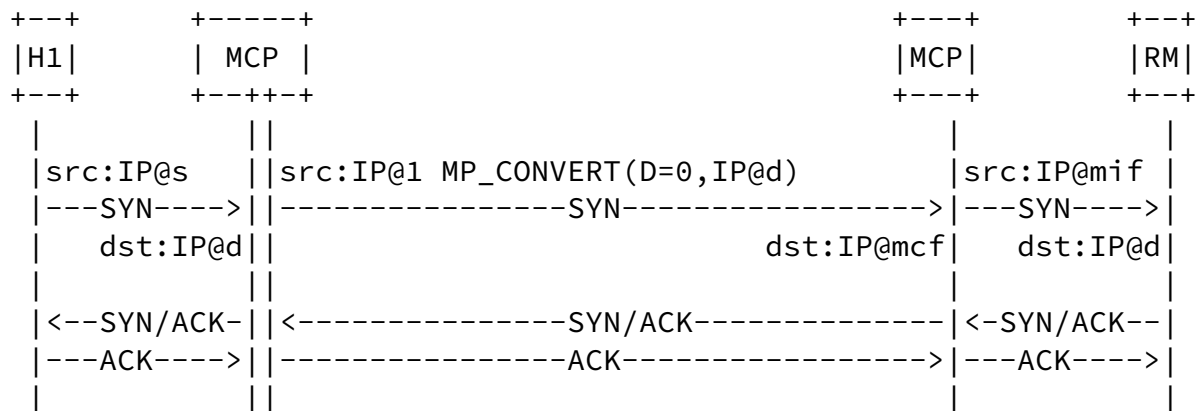 +--+      +-----+                                       +---+      +--+
|H1|      | MCP |                                       |MCP|      |RM|
+--+      +--++-+                                       +---+      +--+
 |             ||                                             |             |
 |src:IP@s     ||src:IP@1 MP_CONVERT(D=0,IP@d)                |src:IP@mif   |
 |---SYN---->||----------------SYN----------------->|---SYN---->|
 |   dst:IP@d||                          dst:IP@mcf|   dst:IP@d|
 |             ||                                             |             |
 |<--SYN/ACK-||<---------------SYN/ACK--------------|<-SYN/ACK--|
 |---ACK---->||----------------ACK----------------->|---ACK---->|
 |             ||                                             |             |